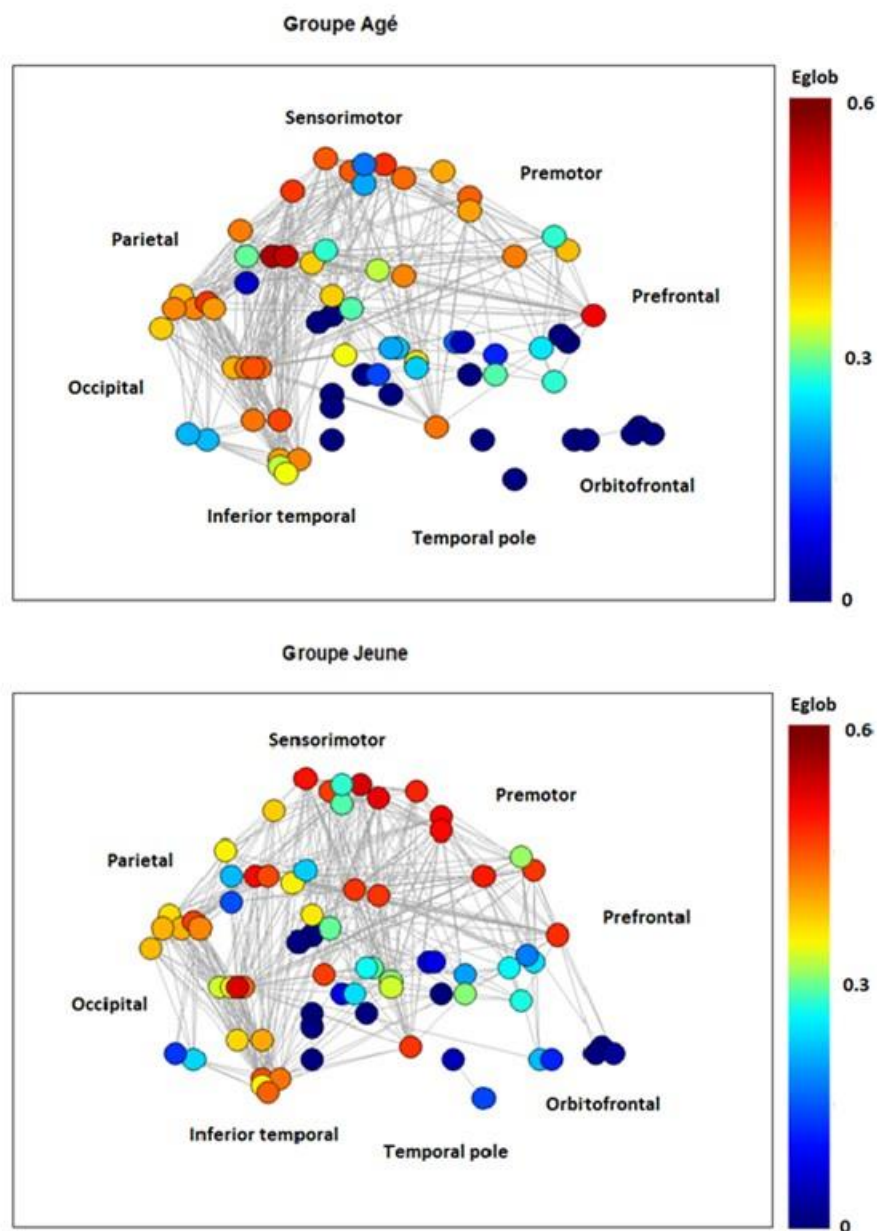 Groupe Agé
Eglob
0.6
Sensorimotor
Premotor
Parietal
Prefrontal
0.3
Occipital
Orbitofrontal
Inferior temporal
Temporal pole
0
Groupe Jeune
Eglob
0.6
Sensorimotor
Premotor
Parietal
Prefrontal
0.3
Occipital
Orbitofrontal
Inferior temporal
Temporal pole
0